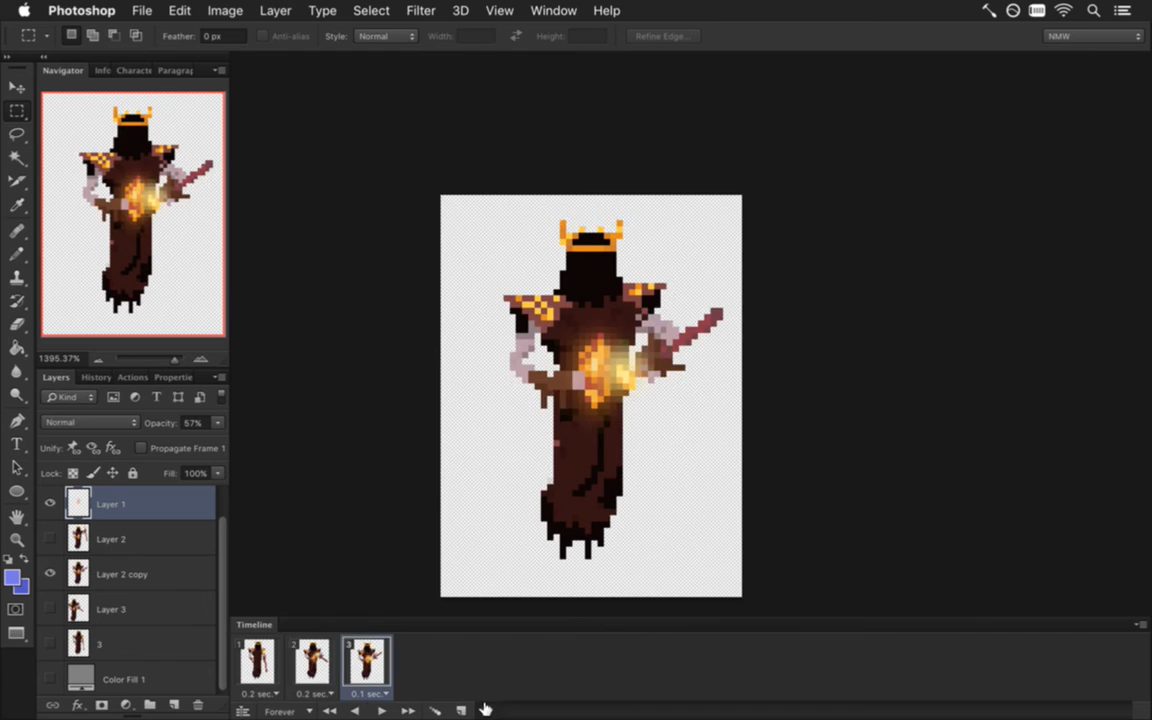 Photoshop File Edit Image Layer Type Select Filter 3D View Window Help
Feather: 0 px Anti-alias Style: Normal Width: Height: Refine Edge... NMW
Navigator Info Characte Paragrap
1395.37%
Layers History Actions Propertie
Kind
Normal Opacity: 57%
Unify: Propagate Frame 1
Lock: Fill: 100%
Layer 1
Layer 2
Layer 2 copy
Layer 3
3
Color Fill 1
Timeline
1 2 3
0.2 sec. 0.2 sec. 0.1 sec.
Forever